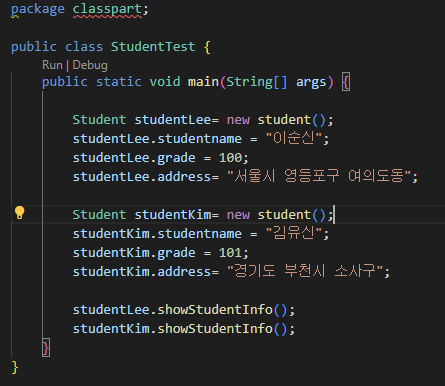 package classpart;
public class StudentTest {
Run | Debug
public static void main(String[] args) {
Student studentLee= new student();
studentLee.studentname = "이순신";
studentLee.grade = 100;
studentLee.address= "서울시 영등포구 여의도동";
Student studentKim= new student();
studentKim.studentname = "김유신";
studentKim.grade = 101;
studentKim.address= "경기도 부천시 소사구";
studentLee.showStudentInfo();
studentKim.showStudentInfo();
}
}